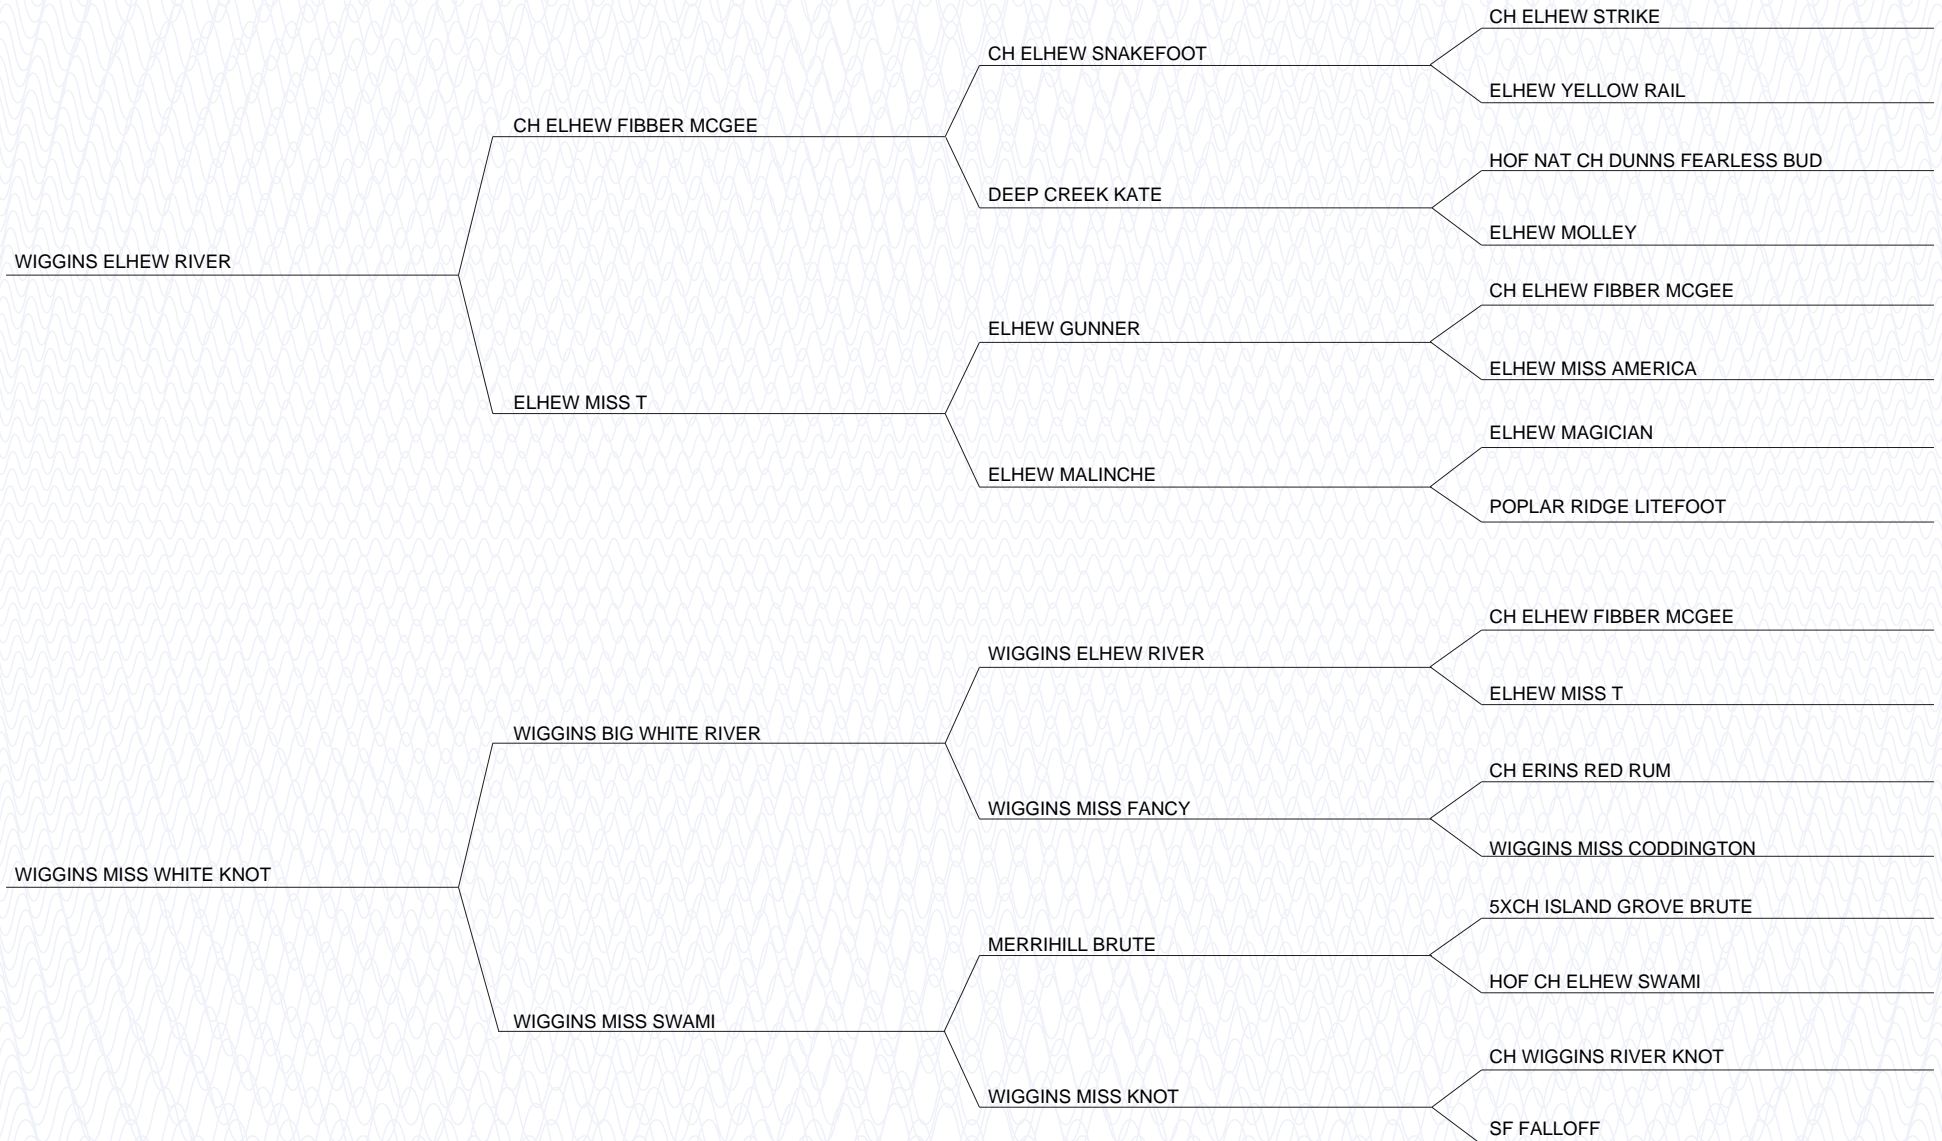 CH ELHEW STRIKE
CH ELHEW SNAKEFOOT
ELHEW YELLOW RAIL
CH ELHEW FIBBER MCGEE
HOF NAT CH DUNNS FEARLESS BUD
DEEP CREEK KATE
ELHEW MOLLEY
WIGGINS ELHEW RIVER
CH ELHEW FIBBER MCGEE
ELHEW GUNNER
ELHEW MISS AMERICA
ELHEW MISS T
ELHEW MAGICIAN
ELHEW MALINCHE
POPLAR RIDGE LITEFOOT
CH ELHEW FIBBER MCGEE
WIGGINS ELHEW RIVER
ELHEW MISS T
WIGGINS BIG WHITE RIVER
CH ERINS RED RUM
WIGGINS MISS FANCY
WIGGINS MISS CODDINGTON
WIGGINS MISS WHITE KNOT
5XCH ISLAND GROVE BRUTE
MERRIHILL BRUTE
HOF CH ELHEW SWAMI
WIGGINS MISS SWAMI
CH WIGGINS RIVER KNOT
WIGGINS MISS KNOT
SF FALLOFF